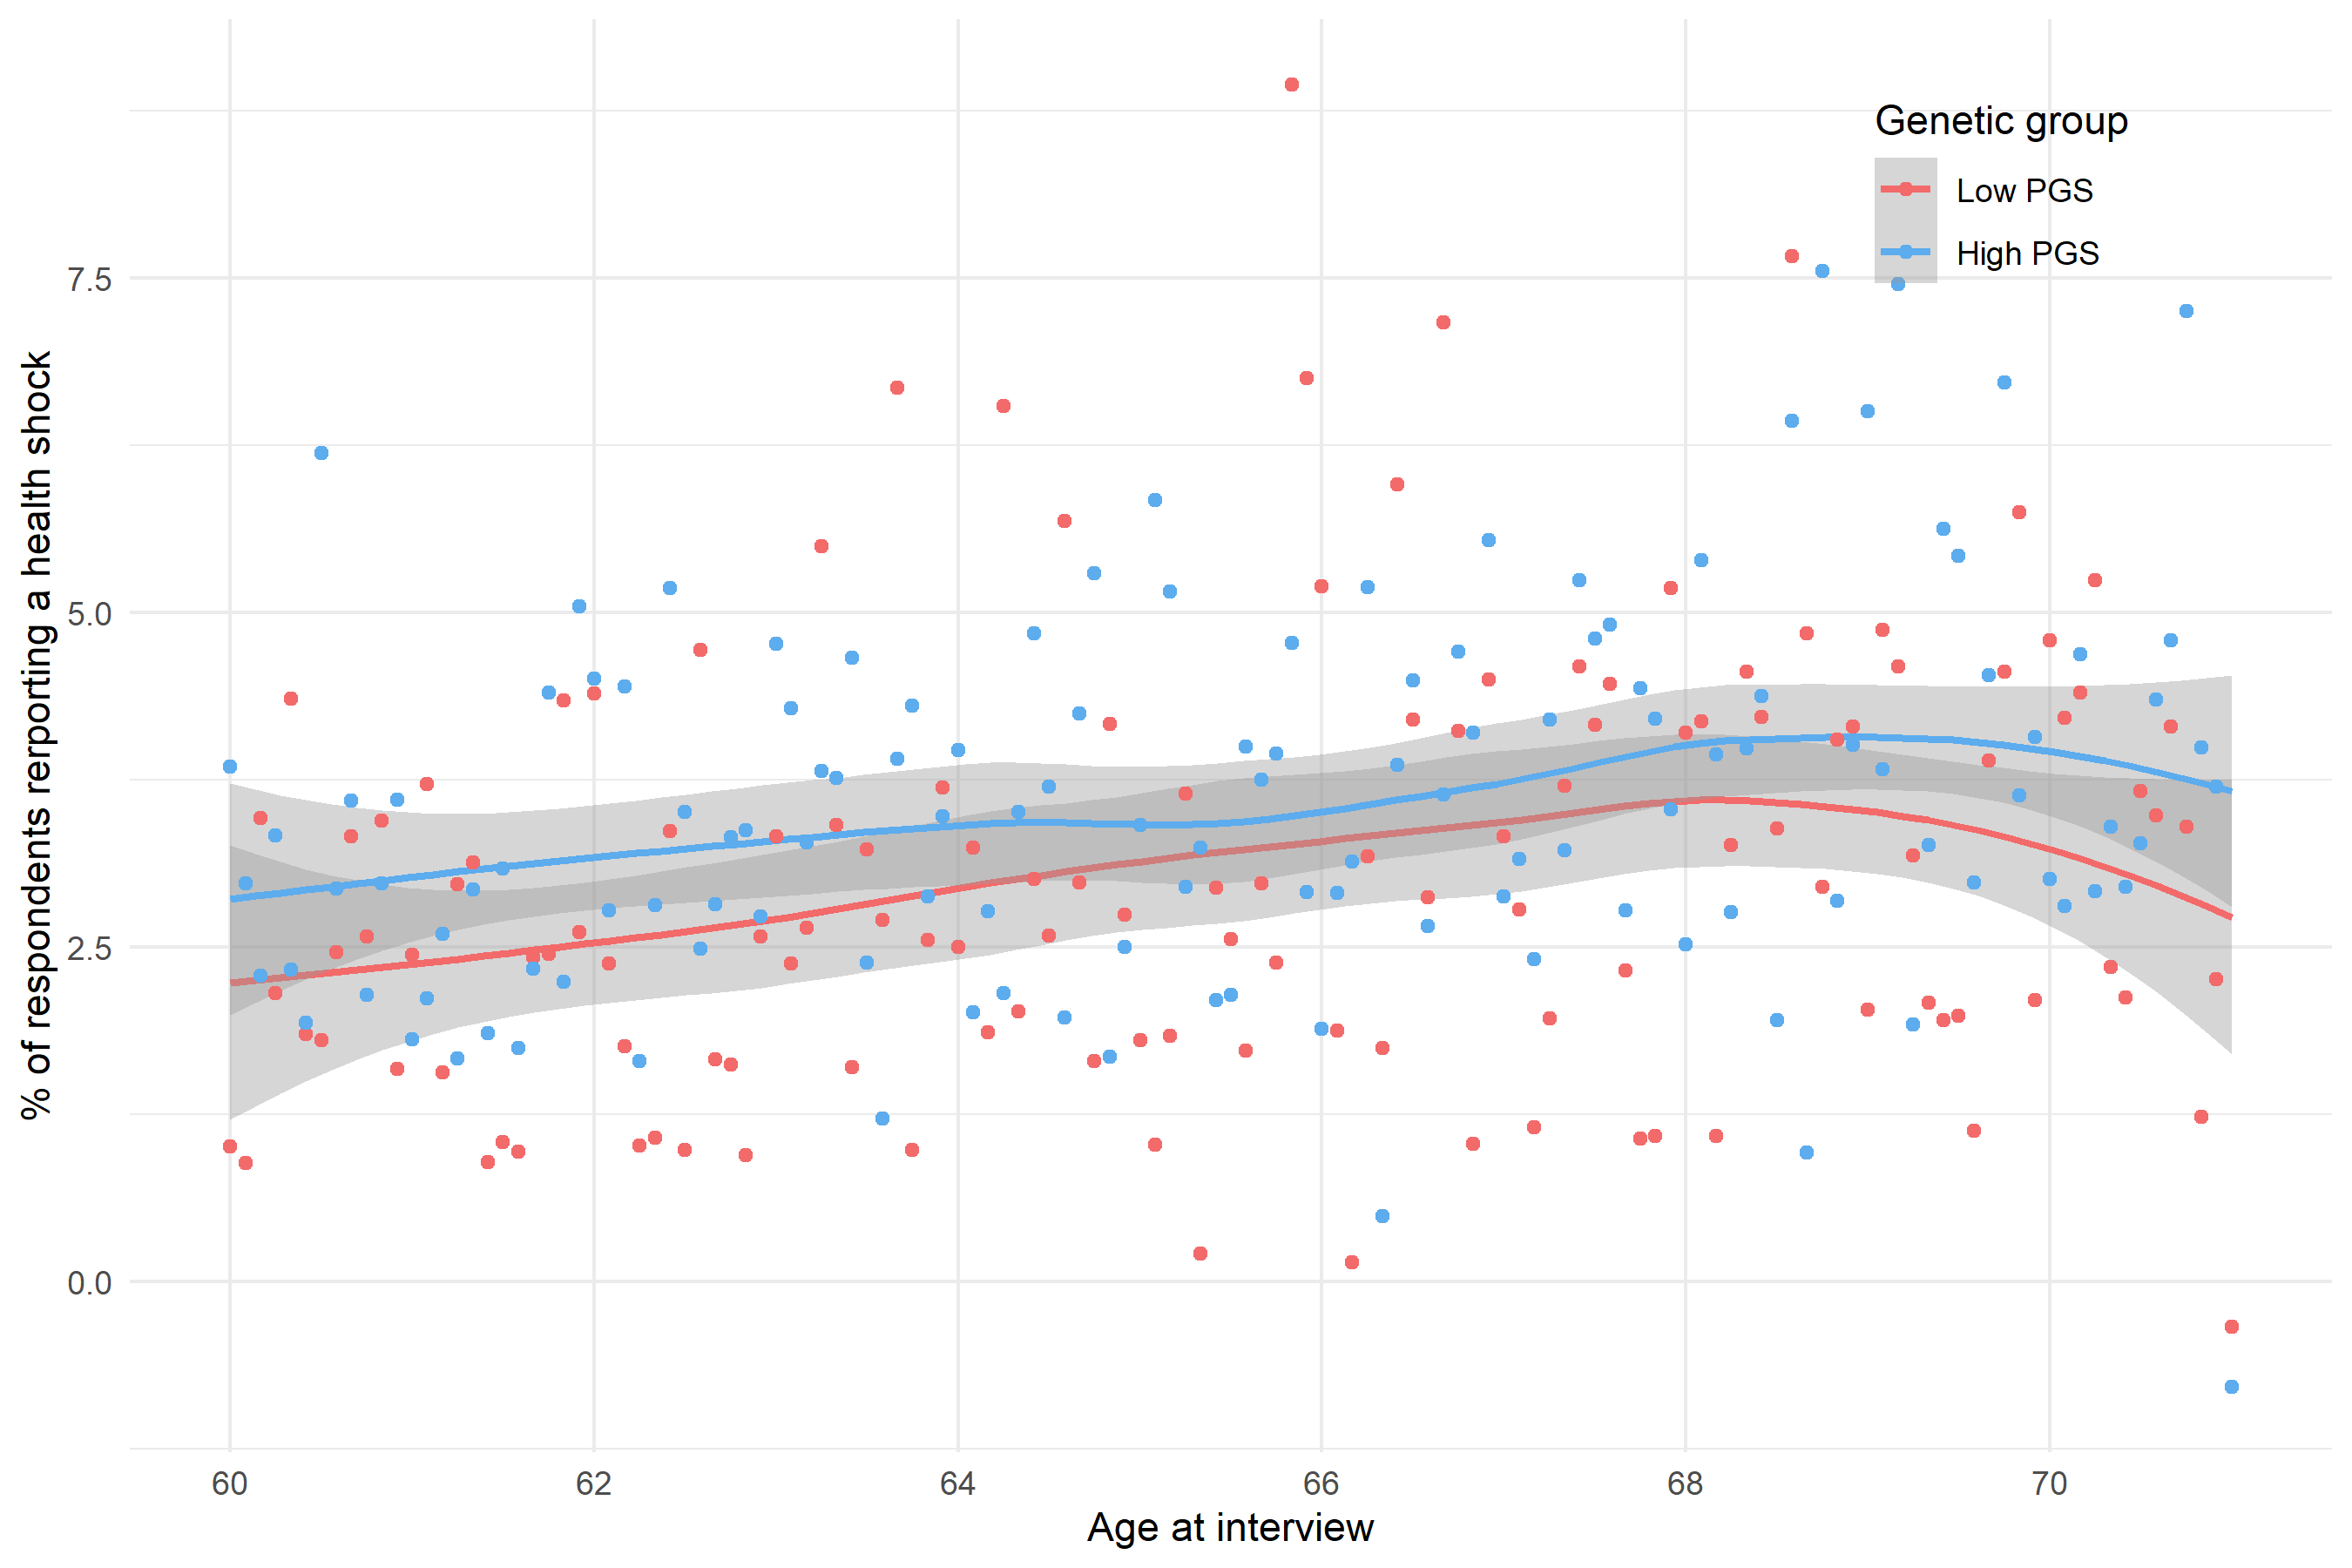 Genetic group
Low PGS
High PGS
% of respondents rerporting a health shock
7.5
5.0
2.5
0.0
60 62 64 66 68 70
Age at interview